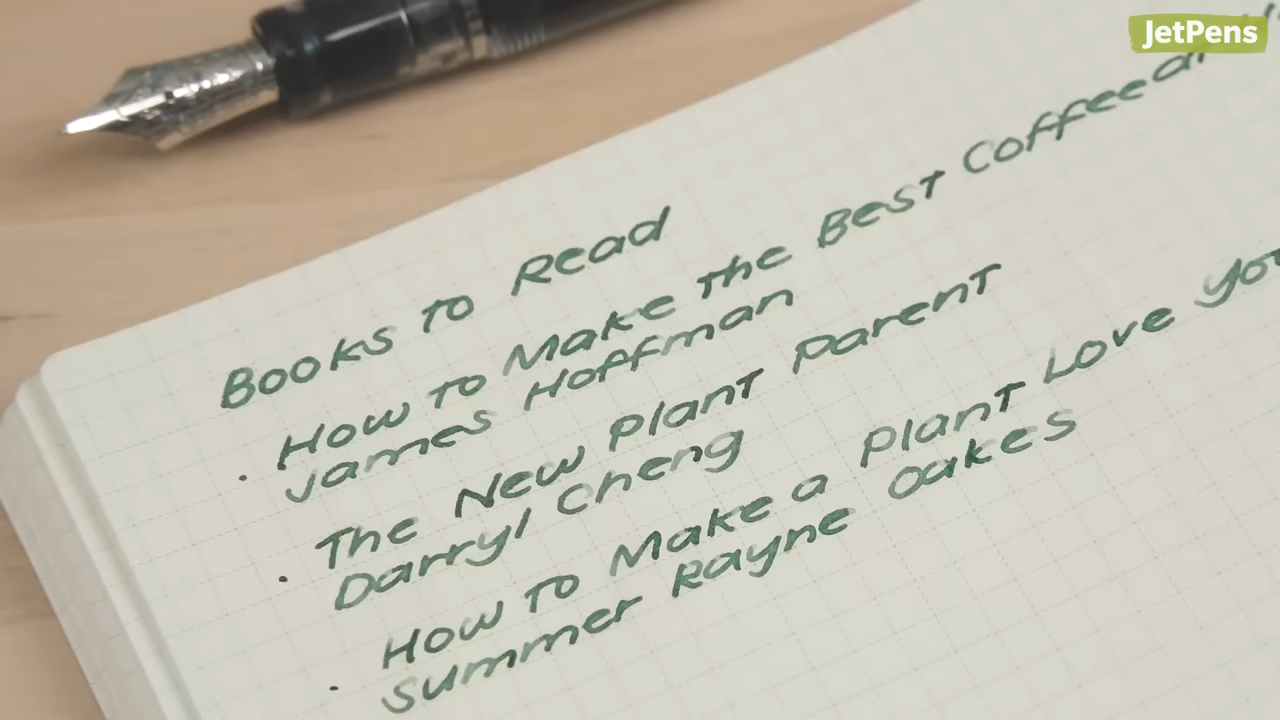 JetPens
Books to Read
· How to Make the Best Coffee
James Hoffman
· The New Plant Parent
Darryl Cheng
· How to Make a Plant Love
Summer Rayne Oakes